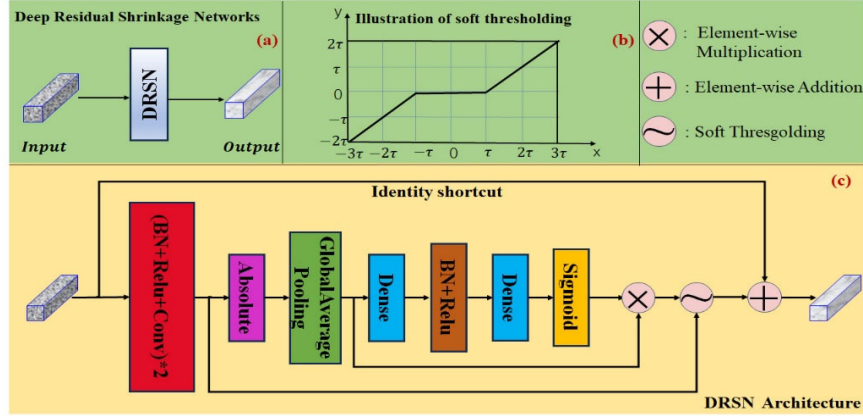 Deep Residual Shrinkage Networks
(a)
DRSN
Input
Output
Illustration of soft thresholding
(b)
y
2τ
τ
0
−τ
−2τ
−3τ
−2τ
−τ
0
τ
2τ
3τ
x
: Element-wise
Multiplication
: Element-wise Addition
: Soft Thresgolding
(c)
Identity shortcut
(BN+Relu+Conv)*2
Absolute
Global Average
Pooling
Dense
BN+Relu
Dense
Sigmoid
DRSN Architecture